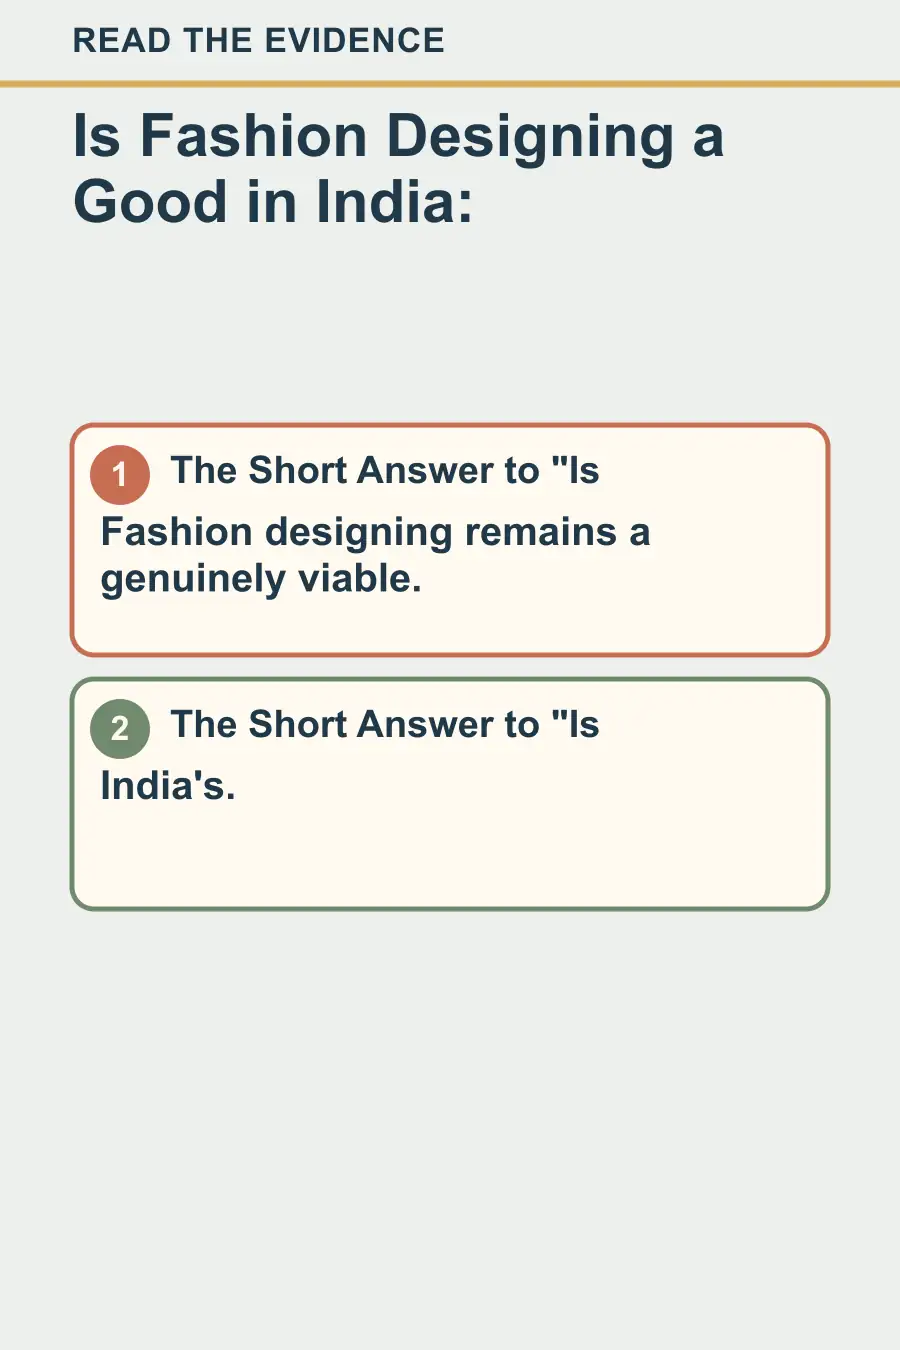 READ THE EVIDENCE
Is Fashion Designing a
Good in India:
1 The Short Answer to "Is
Fashion designing remains a
genuinely viable.
2 The Short Answer to "Is
India's.